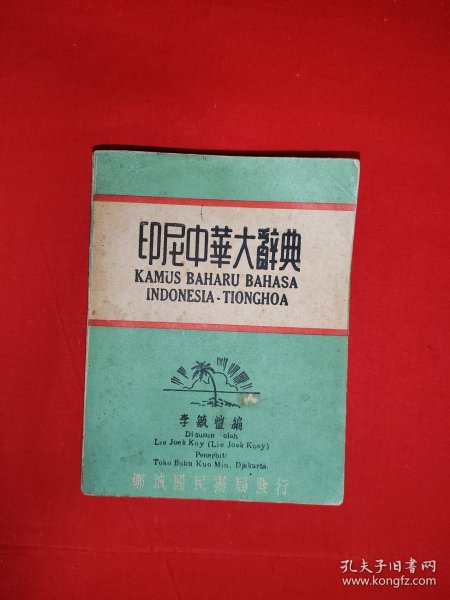 印尼中華大辭典
KAMUS BAHARU BAHASA
INDONESIA - TIONGHOA
李毓愷編
Disusun oleh
Lie Joek Koy (Lie Joek Koey)
Penerbit:
Toko Buku Kuo Min. Djakarta.
椰城國民書局發行
孔夫子旧书网
www.kongfz.com